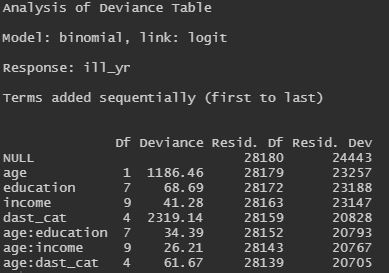 Analysis of Deviance Table
Model: binomial, link: logit
Response: ill_yr
Terms added sequentially (first to last)
Df Deviance Resid. Df Resid. Dev
NULL 28180 24443
age 1 1186.46 28179 23257
education 7 68.69 28172 23188
income 9 41.28 28163 23147
dast_cat 4 2319.14 28159 20828
age:education 7 34.39 28152 20793
age:income 9 26.21 28143 20767
age:dast_cat 4 61.67 28139 20705